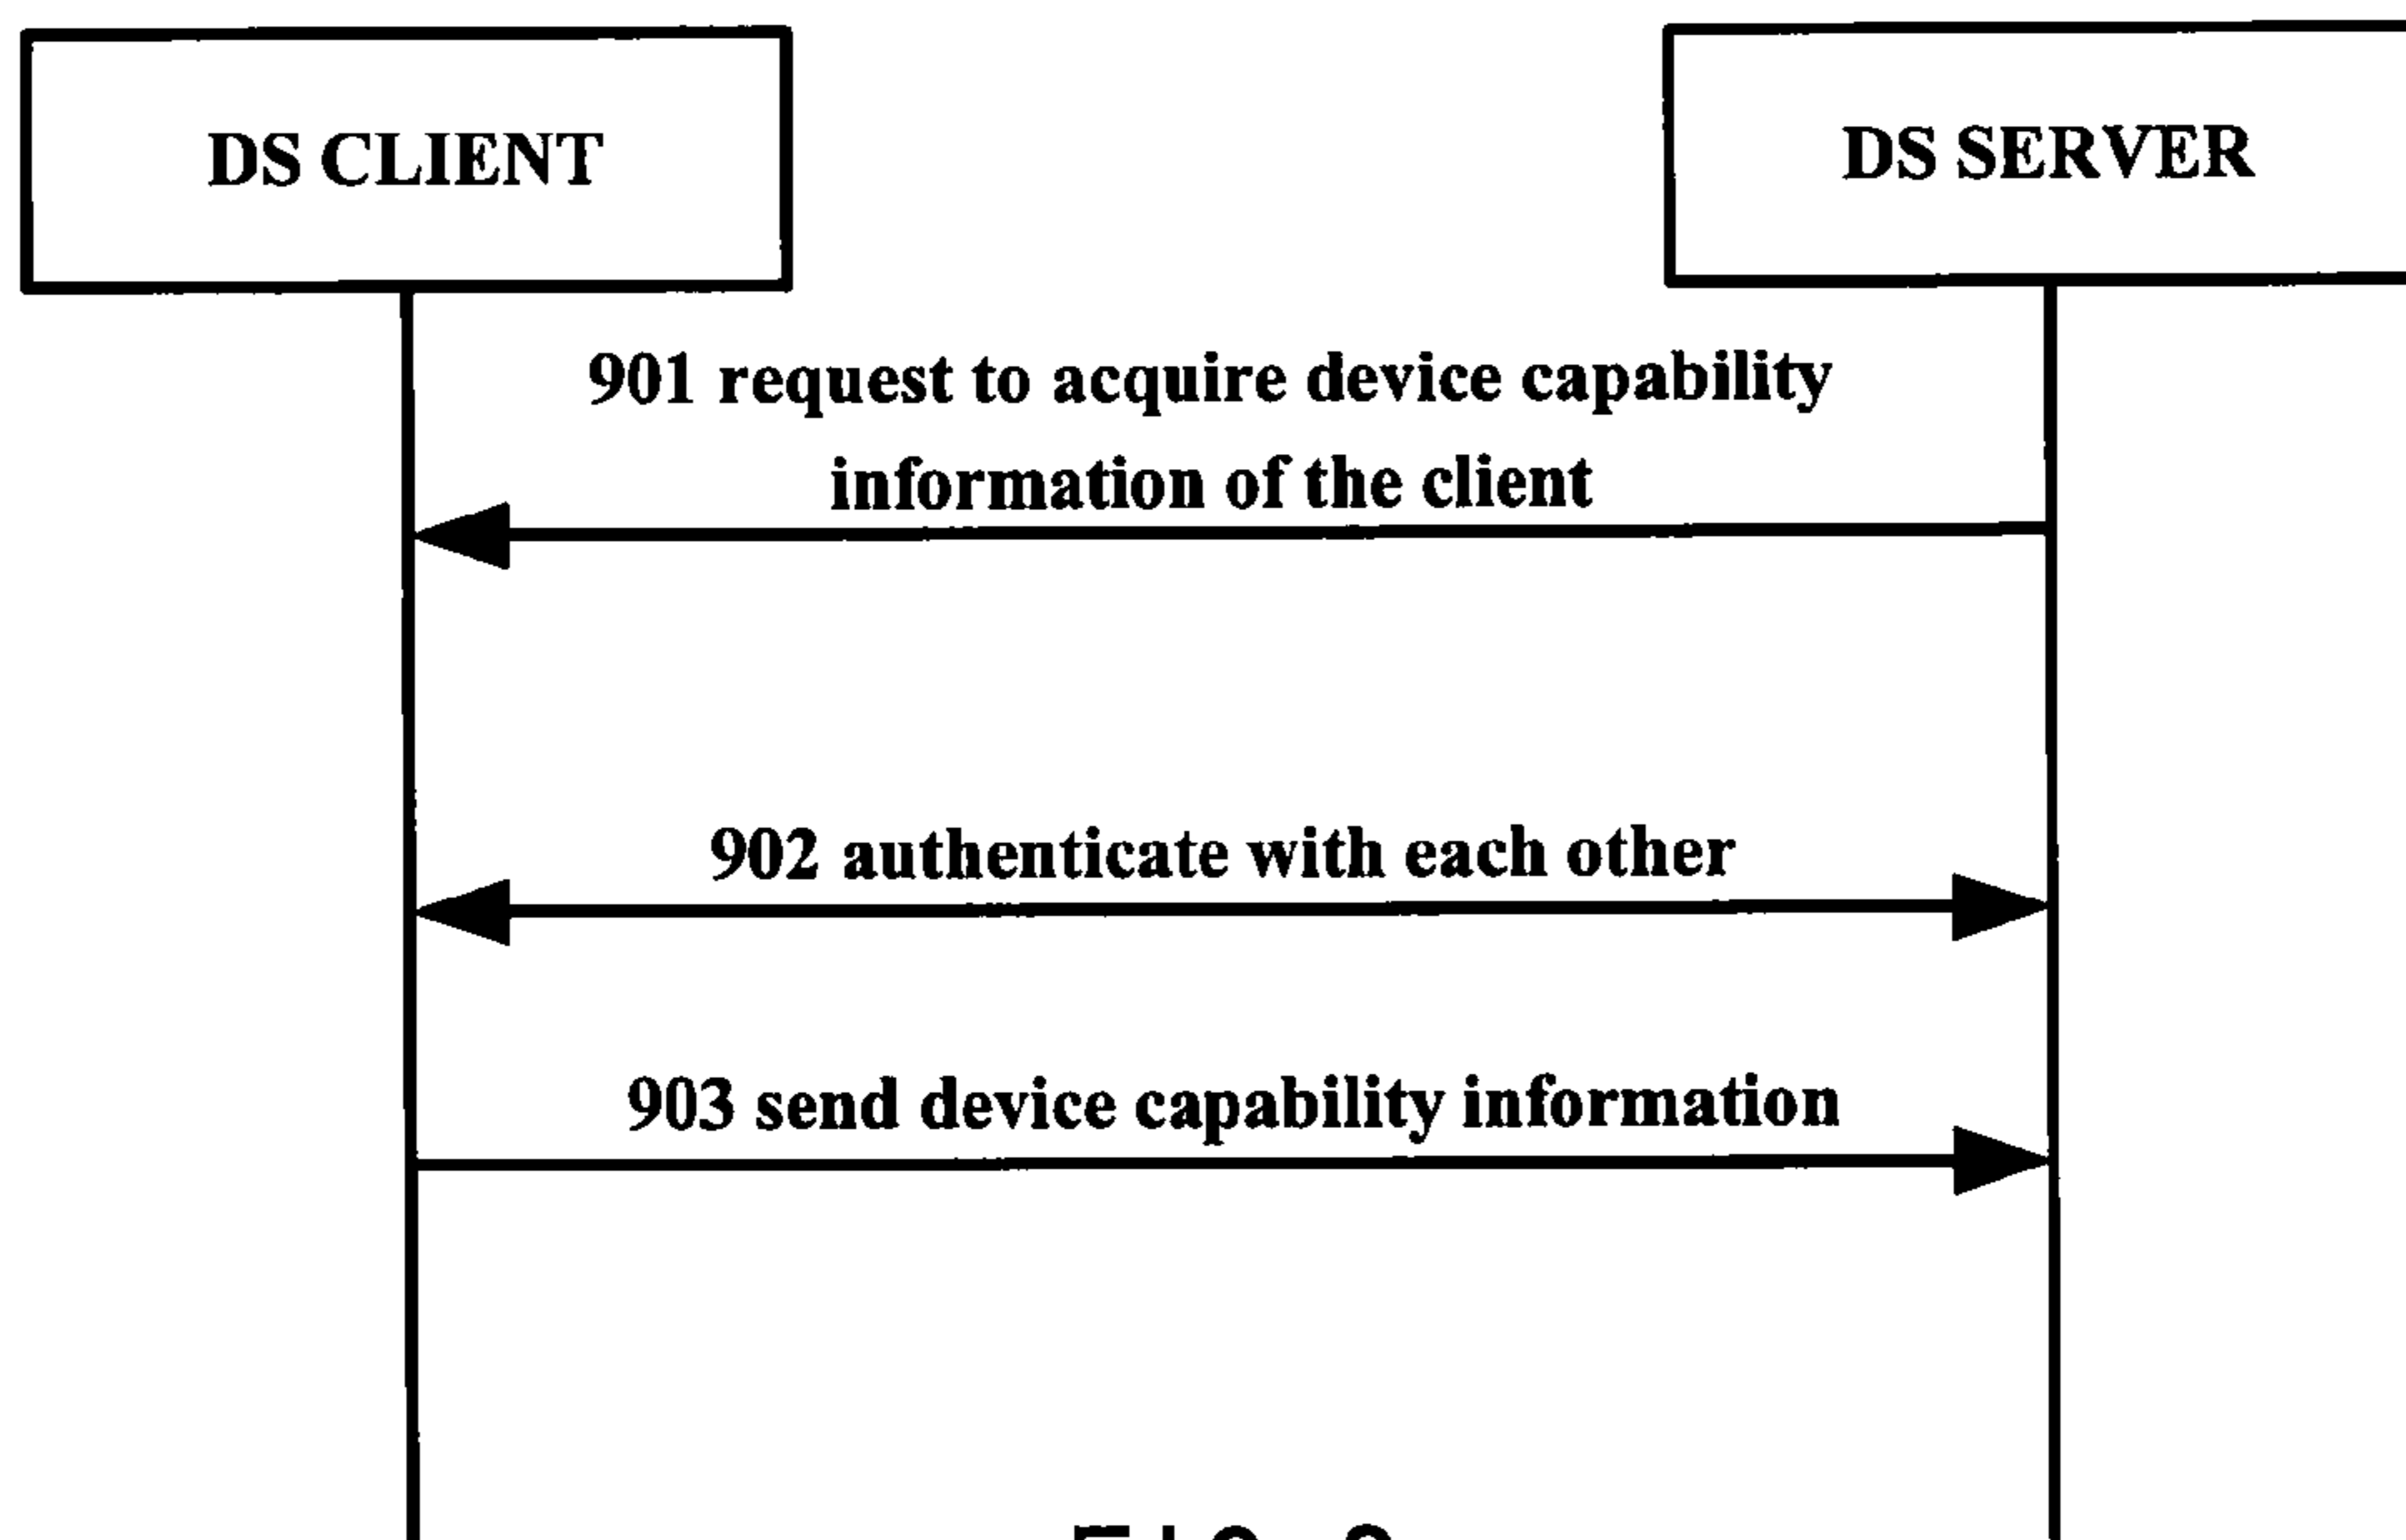 DS CLIENT
DS SERVER
901 request to acquire device capability
information of the client
902 authenticate with each other
903 send device capability information